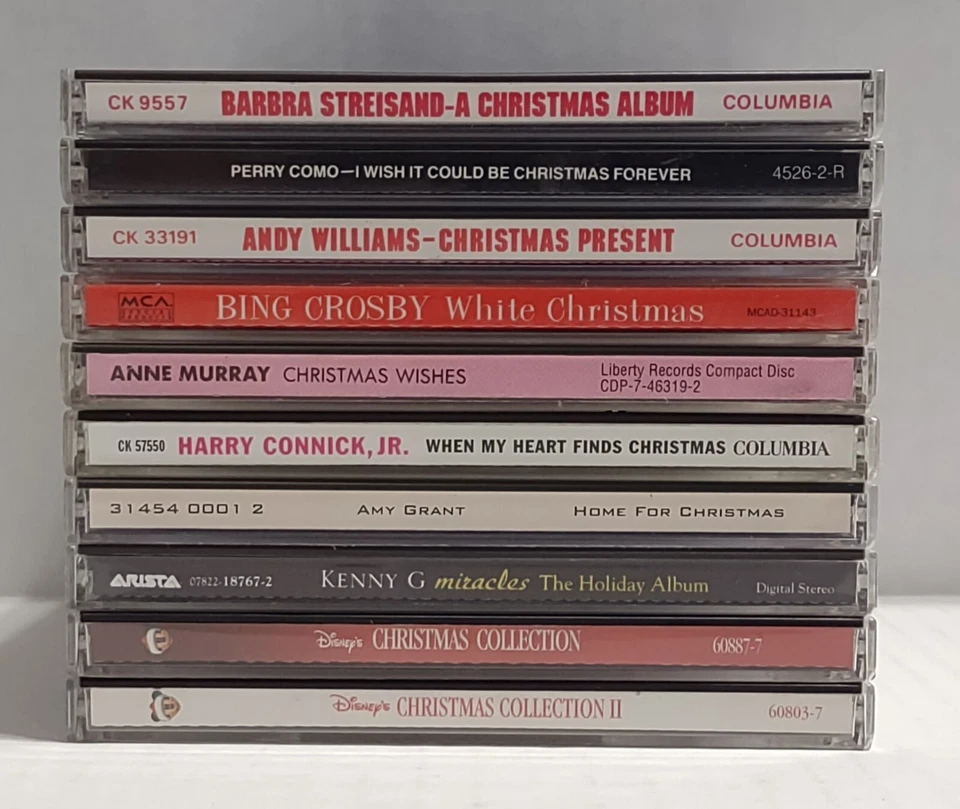 CK 9557 BARBRA STREISAND-A CHRISTMAS ALBUM COLUMBIA
PERRY COMO—I WISH IT COULD BE CHRISTMAS FOREVER 4526-2-R
CK 33191 ANDY WILLIAMS-CHRISTMAS PRESENT COLUMBIA
MCA BING CROSBY White Christmas MCAD-31143
ANNE MURRAY CHRISTMAS WISHES Liberty Records Compact Disc
CDP-7-46319-2
CK 57550 HARRY CONNICK, JR. WHEN MY HEART FINDS CHRISTMAS COLUMBIA
31454 0001 2 AMY GRANT HOME FOR CHRISTMAS
ARISTA 07822-18767-2 KENNY G miracles The Holiday Album Digital Stereo
Disney's CHRISTMAS COLLECTION 60887-7
Disney's CHRISTMAS COLLECTION II 60803-7